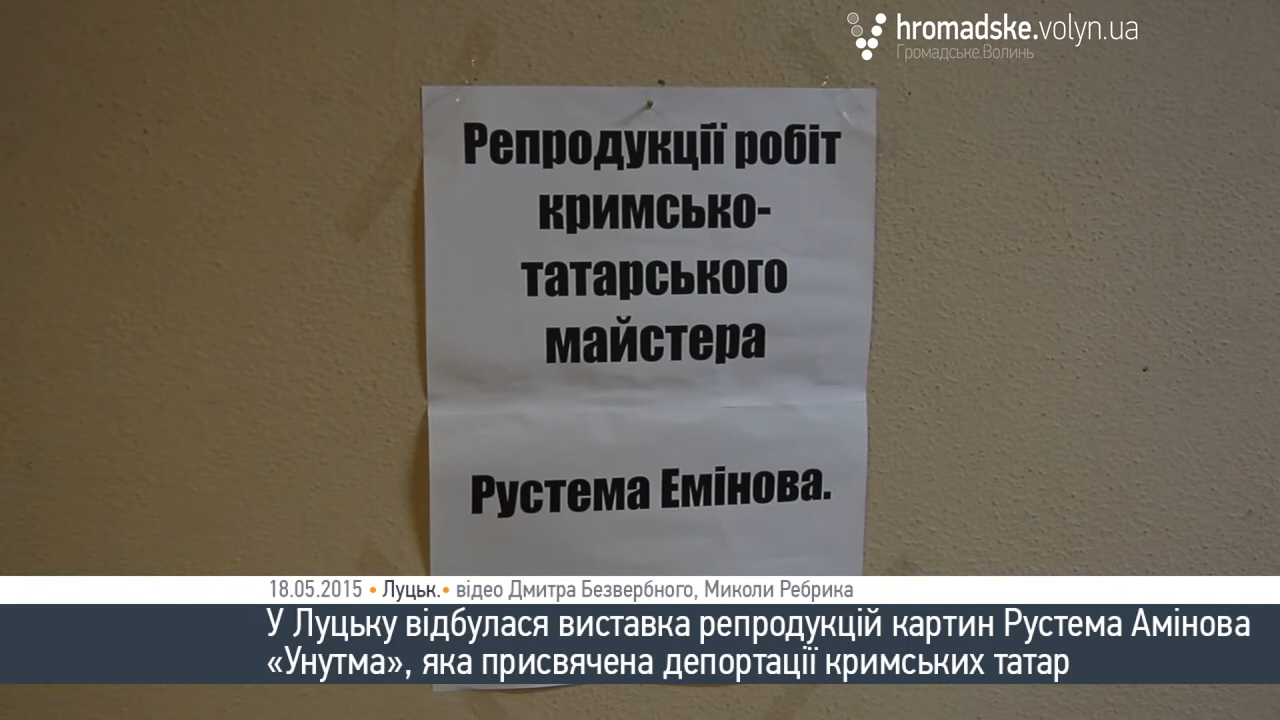 hromadske.volyn.ua
Громадське.Волинь
Репродукції робіт
кримсько-
татарського
майстера
Рустема Емінова.
18.05.2015 • Луцьк.• відео Дмитра Безвербного, Миколи Ребрика
У Луцьку відбулася виставка репродукцій картин Рустема Амінова
«Унутма», яка присвячена депортації кримських татар